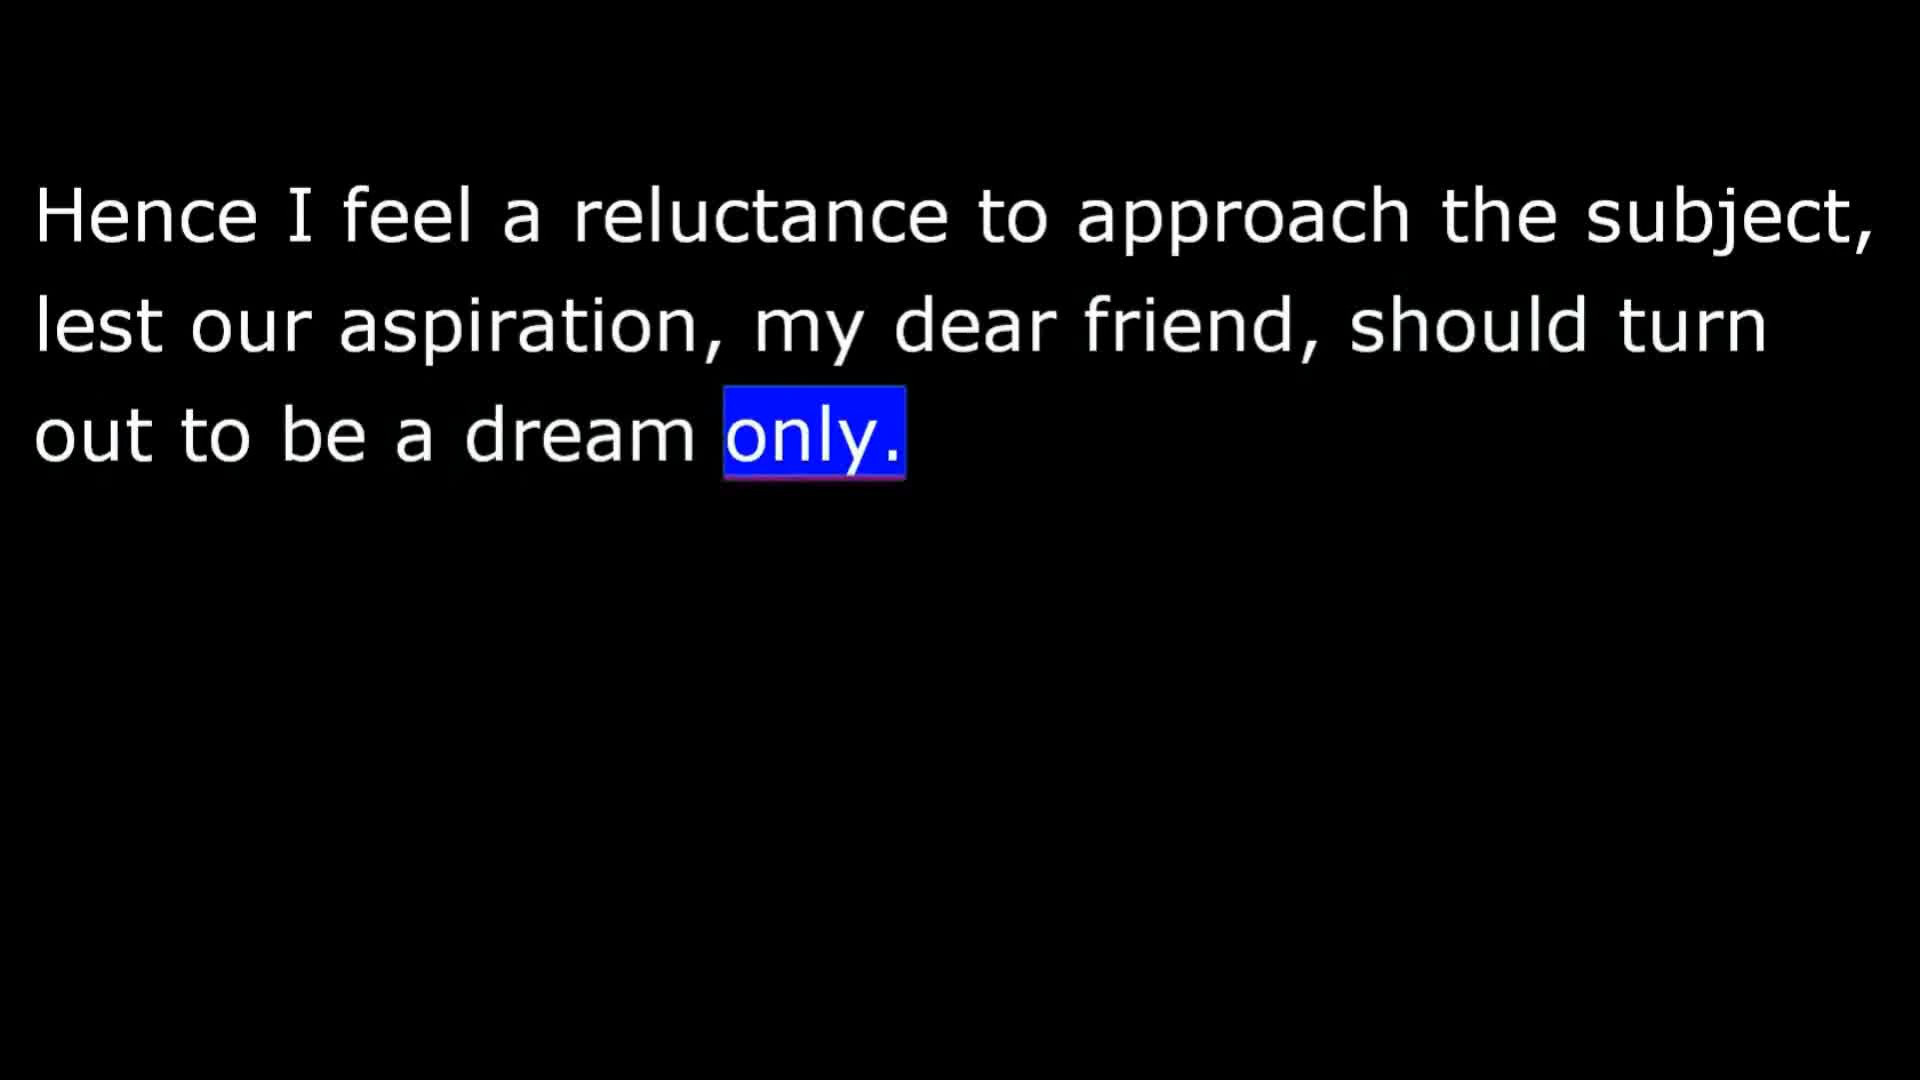 Hence I feel a reluctance to approach the subject,
lest our aspiration, my dear friend, should turn
out to be a dream only.